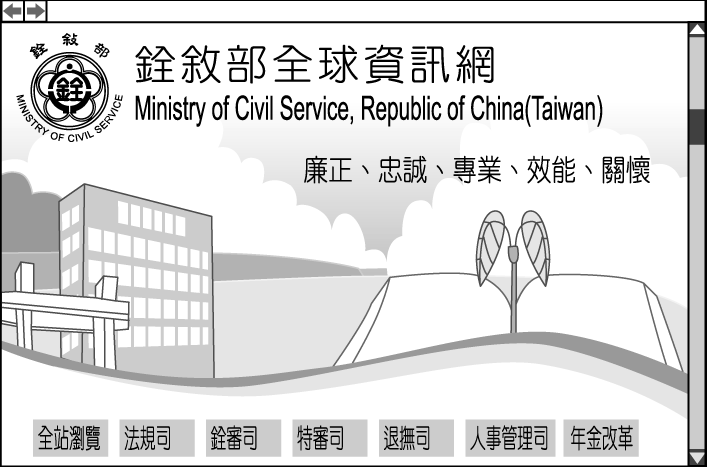 銓敘部
銓
MINISTRY OF CIVIL SERVICE
銓敘部全球資訊網
Ministry of Civil Service, Republic of China(Taiwan)
廉正、忠誠、專業、效能、關懷
全站瀏覽 法規司 銓審司 特審司 退撫司 人事管理司 年金改革